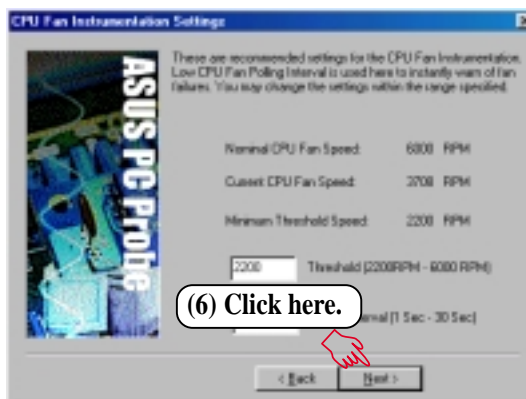 CPU Fan Instrumentation Settings
ASUS PC Probe
These are recommended settings for the CPU Fan Instrumentation.
Low CPU Fan Polling Interval is used here to instantly warn of fan
failures. You may change the settings within the range specified.
Nominal CPU Fan Speed: 6000 RPM
Current CPU Fan Speed: 3708 RPM
Minimum Threshold Speed: 2200 RPM
2200 Threshold (2200RPM - 6000 RPM)
(6) Click here.
(1 Sec - 30 Sec)
< Back Next >